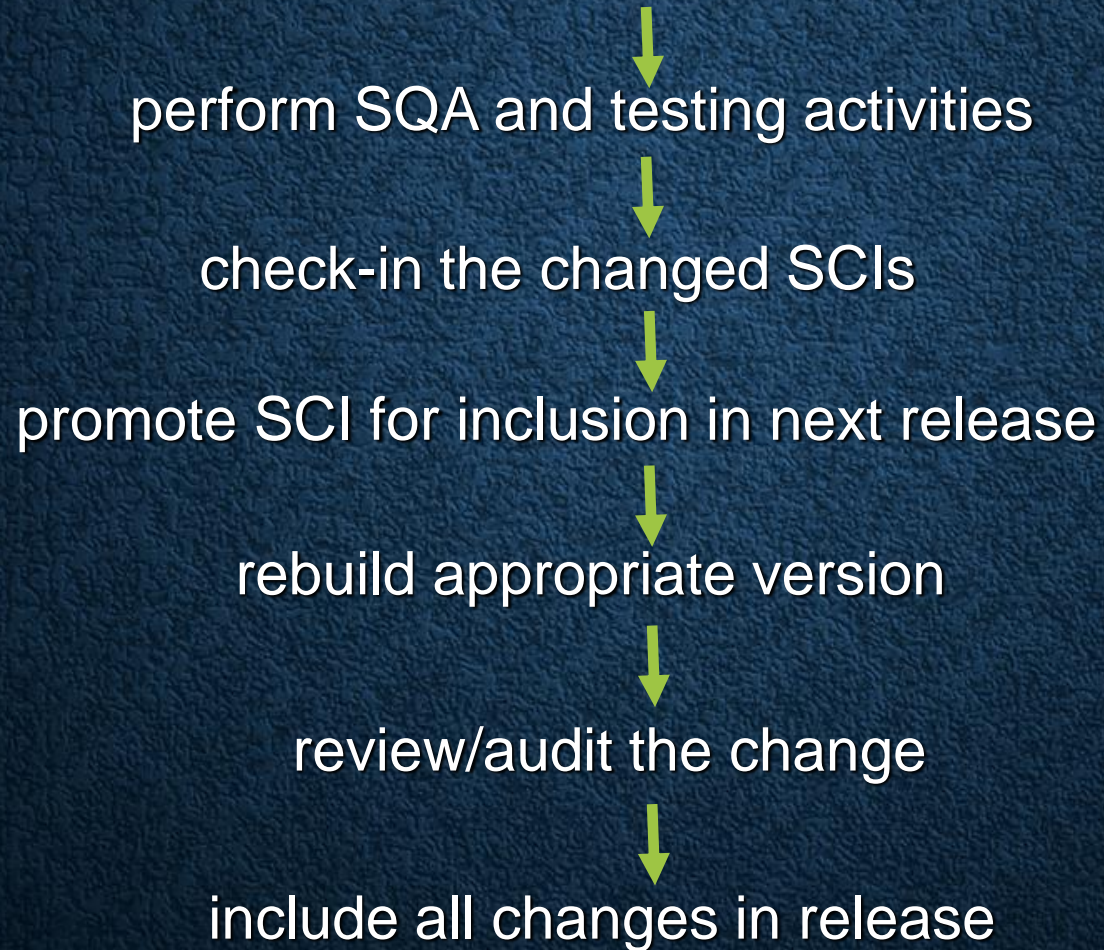 perform SQA and testing activities
check-in the changed SCIs
promote SCI for inclusion in next release
rebuild appropriate version
review/audit the change
include all changes in release